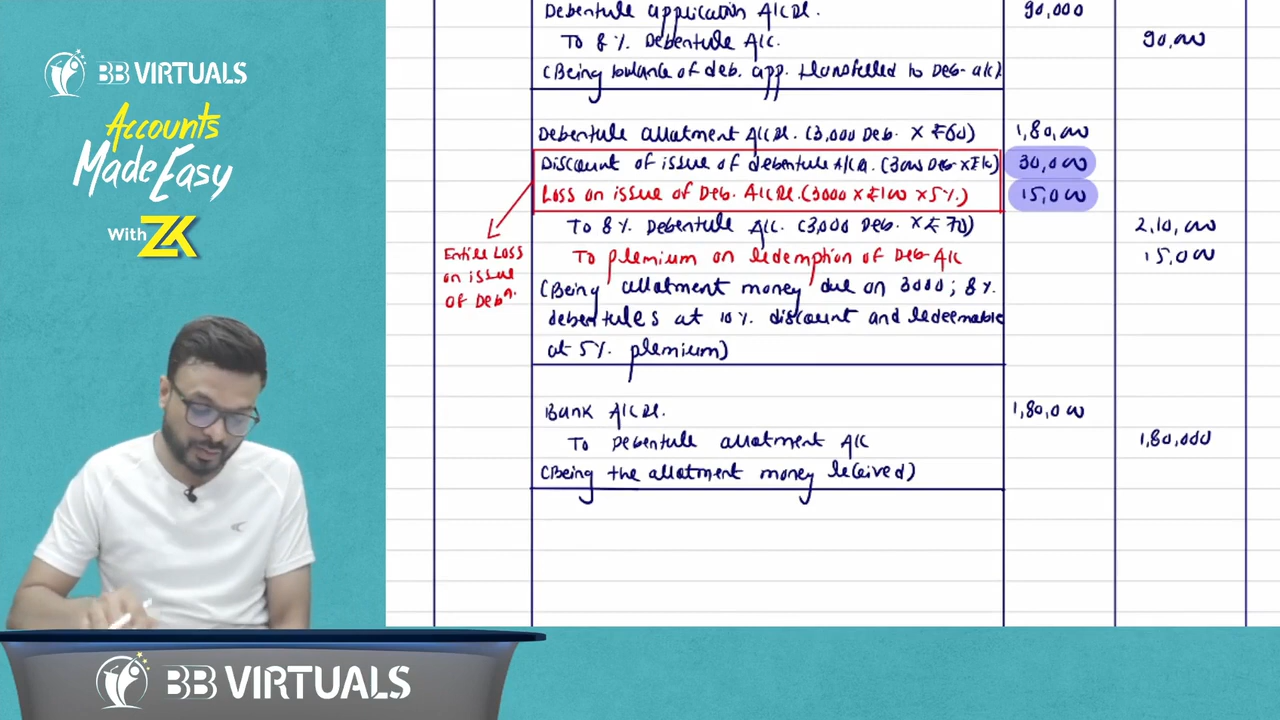 BB VIRTUALS
Accounts
Made Easy
With ZK
Debenture application A/C Dr. 90,000
To 8% Debenture A/C. 90,000
(Being balance of deb. app. transferred to Deb. a/c)
Debenture allotment A/C Dr. (3,000 Deb. × ₹60) 1,80,000
Discount of issue of debenture A/C Dr. (3000 Deb × ₹10) 30,000
Loss on issue of Deb. A/C Dr. (3000 × ₹100 × 5%) 15,000
To 8% Debenture A/C. (3,000 Deb. × ₹70) 2,10,000
To premium on redemption of Deb A/C 15,000
(Being allotment money due on 3000; 8%
debentures at 10% discount and redeemable
at 5% premium)
Entire Loss
on issue
of Debn.
Bank A/C Dr. 1,80,000
To Debenture allotment A/C 1,80,000
(Being the allotment money received)
BB VIRTUALS